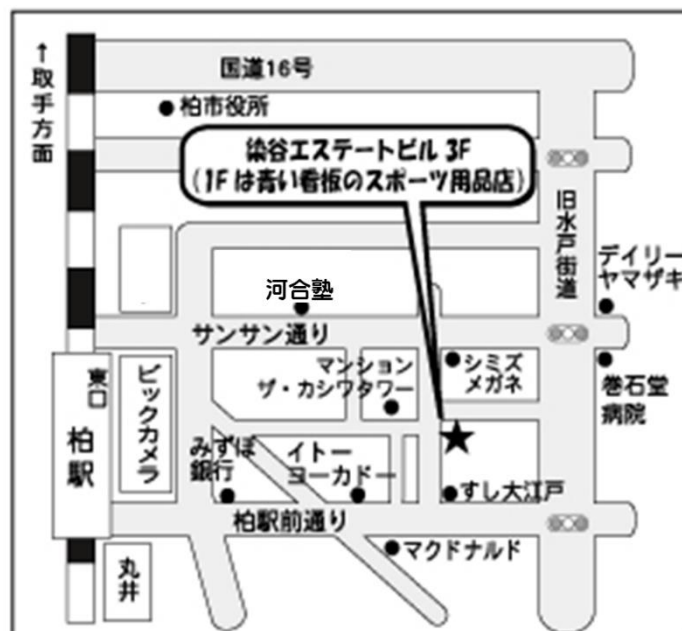 国道16号
↑取手方面
柏市役所
染谷エステートビル 3F
(1Fは青い看板のスポーツ用品店)
旧水戸街道
デイリー
ヤマザキ
河合塾
サンサン通り
マンション
ザ・カシワタワー
シミズ
メガネ
巻石堂
病院
東口
柏駅
ビックカメラ
みずほ
銀行
イトー
ヨーカドー
すし大江戸
柏駅前通り
マクドナルド
丸井